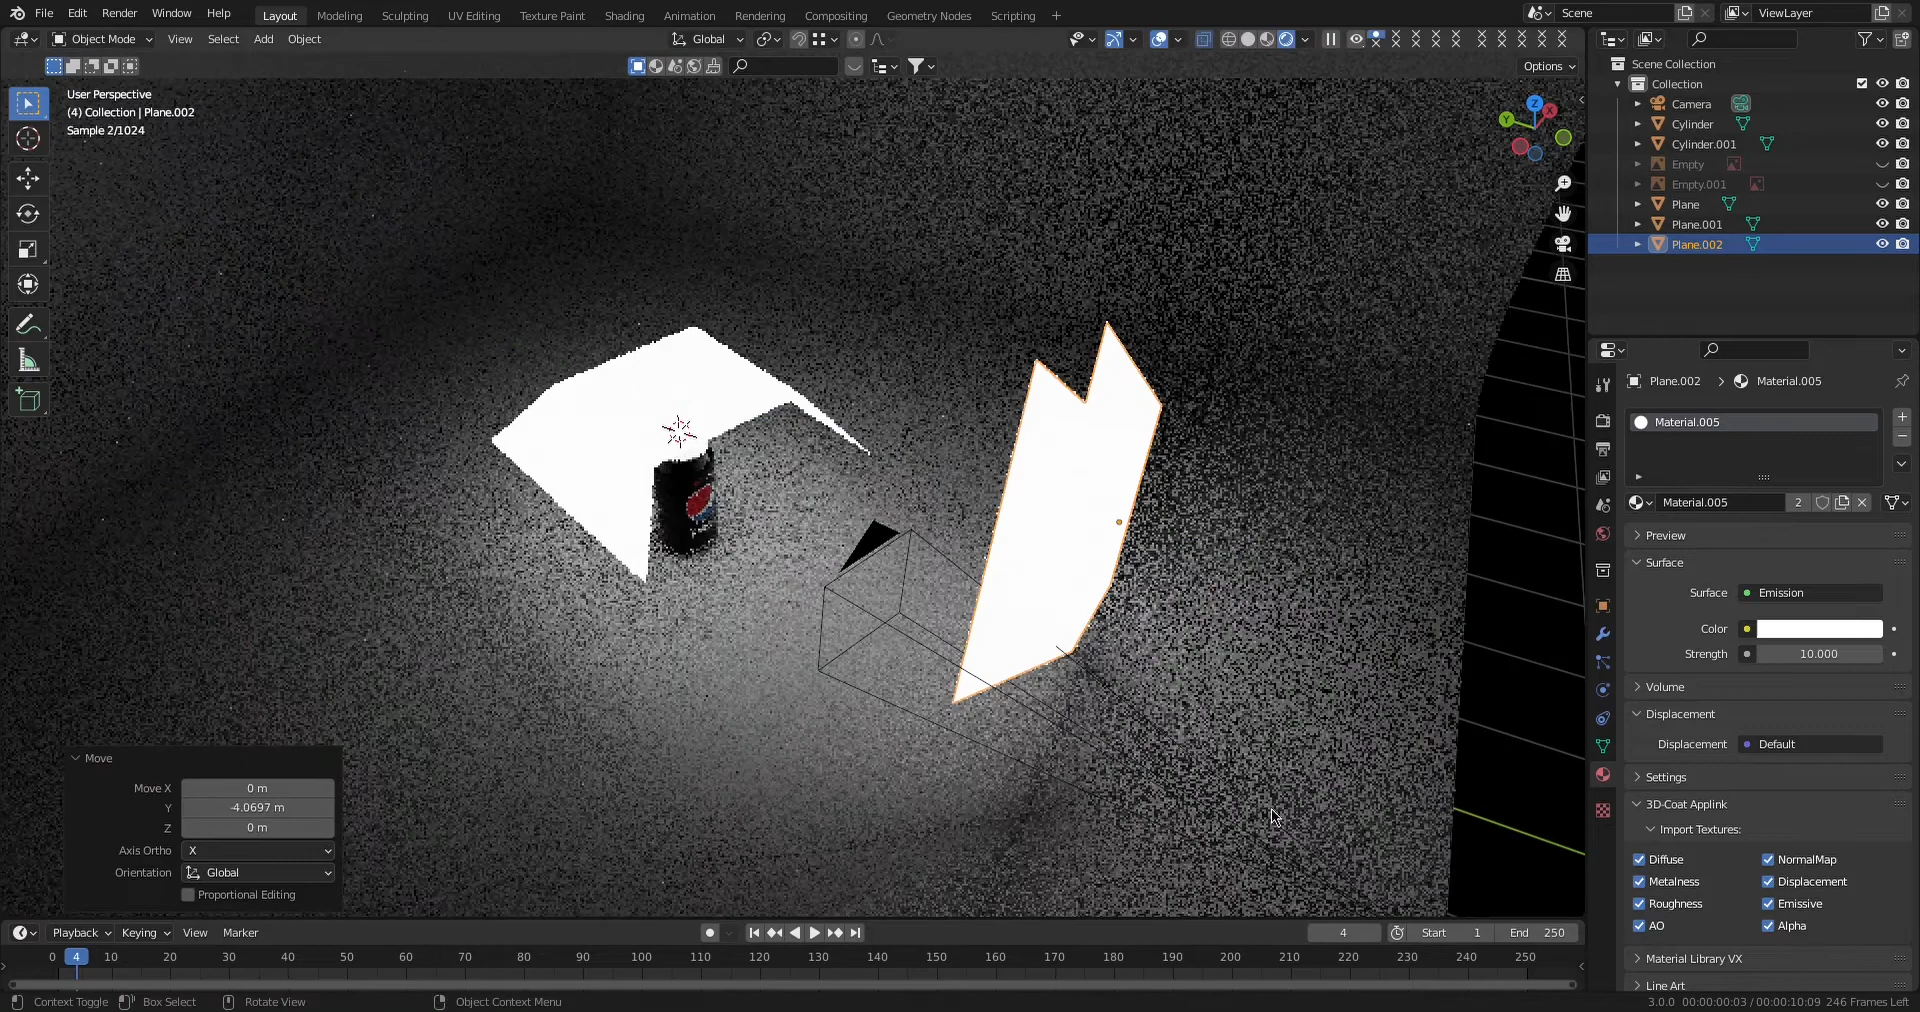 File Edit Render Window Help Layout Modeling Sculpting UV Editing Texture Paint Shading Animation Rendering Compositing Geometry Nodes Scripting + Scene ViewLayer
Object Mode View Select Add Object Global
Options
User Perspective
(4) Collection | Plane.002
Sample 2/1024
Z
X
Y
Scene Collection
Collection
Camera
Cylinder
Cylinder.001
Empty
Empty.001
Plane
Plane.001
Plane.002
Plane.002 > Material.005
Material.005
Material.005 2
Preview
Surface
Surface Emission
Color
Strength 10.000
Volume
Displacement
Displacement Default
Settings
3D-Coat Applink
Import Textures:
Diffuse NormalMap
Metalness Displacement
Roughness Emissive
AO Alpha
Material Library VX
Line Art
Move
Move X 0 m
Y -4.0697 m
Z 0 m
Axis Ortho X
Orientation Global
Proportional Editing
Playback Keying View Marker 4 Start 1 End 250
0 4 10 20 30 40 50 60 70 80 90 100 110 120 130 140 150 160 170 180 190 200 210 220 230 240 250
Context Toggle Box Select Rotate View Object Context Menu 3.0.0 00:00:00:03 / 00:00:10:09 246 Frames Left